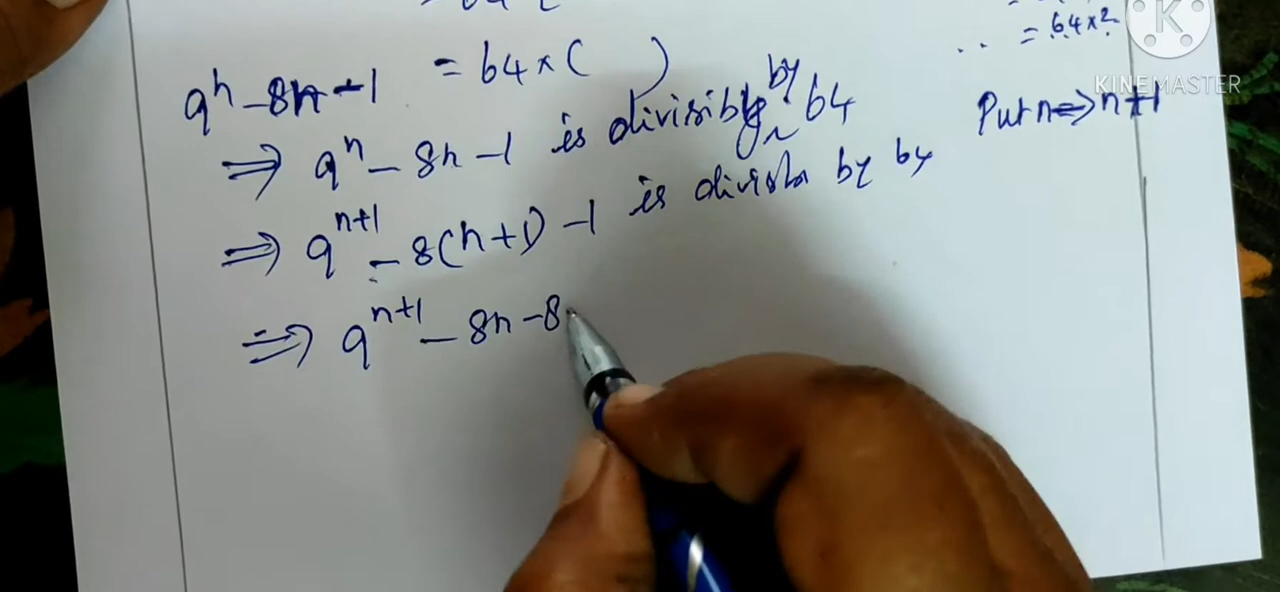 = 64×2
9ⁿ - 8n - 1 = 64 × ( )
⇒ 9ⁿ - 8n - 1 is divisible by 64
Put n ⇒ n+1
⇒ 9ⁿ⁺¹ - 8(n+1) - 1 is by 64
⇒ 9ⁿ⁺¹ - 8n - 8
K
KINEMASTER